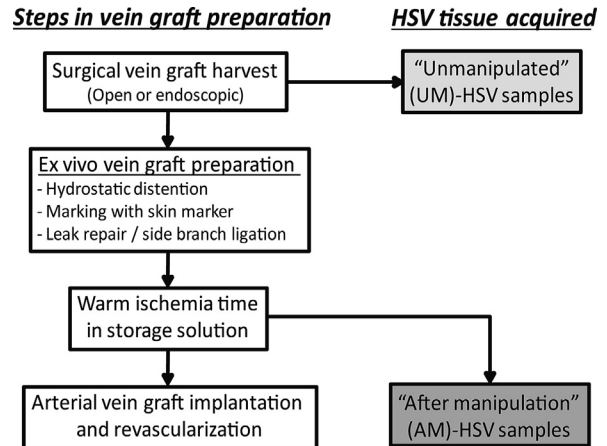 Steps in vein graft preparation
HSV tissue acquired
Surgical vein graft harvest
(Open or endoscopic)
"Unmanipulated"
(UM)-HSV samples
Ex vivo vein graft preparation
- Hydrostatic distention
- Marking with skin marker
- Leak repair / side branch ligation
Warm ischemia time
in storage solution
Arterial vein graft implantation
and revascularization
"After manipulation"
(AM)-HSV samples